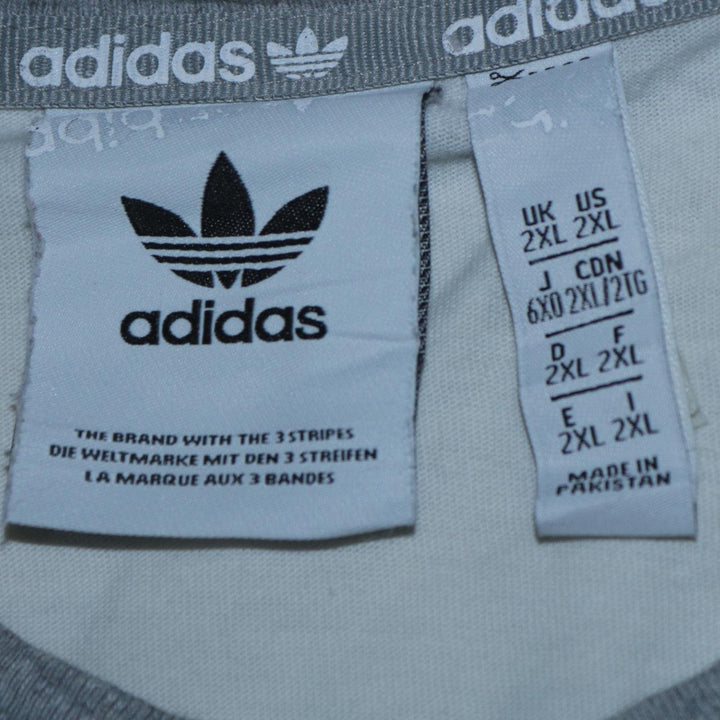 adidas
adidas
adidas
THE BRAND WITH THE 3 STRIPES
DIE WELTMARKE MIT DEN 3 STREIFEN
LA MARQUE AUX 3 BANDES
UK US
2XL 2XL
J CDN
6XO 2XL/2TG
D F
2XL 2XL
E I
2XL 2XL
MADE IN
PAKISTAN